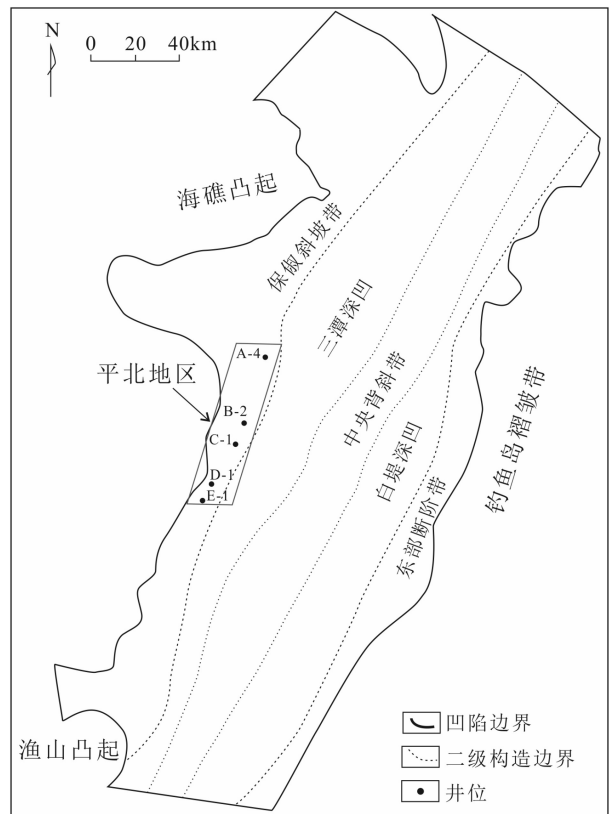 N
0 20 40km
海礁凸起
保俶斜坡带
三潭深凹
A-4
平北地区
B-2
中央背斜带
钓鱼岛褶皱带
C-1
白堤深凹
D-1
E-1
东部断阶带
渔山凸起
凹陷边界
二级构造边界
井位